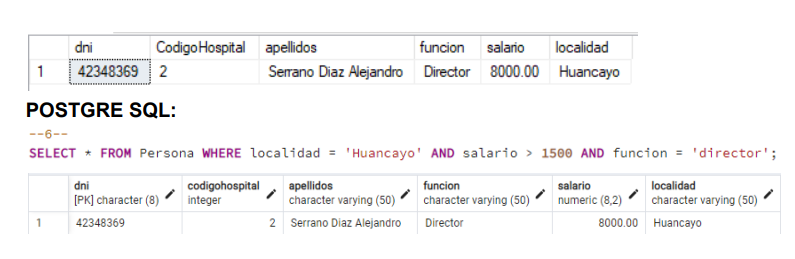 dni CodigoHospital apellidos funcion salario localidad
1 42348369 2 Serrano Diaz Alejandro Director 8000.00 Huancayo
POSTGRE SQL:
--6--
SELECT * FROM Persona WHERE localidad = 'Huancayo' AND salario > 1500 AND funcion = 'director';
dni codigohospital apellidos funcion salario localidad
[PK] character (8) integer character varying (50) character varying (50) numeric (8,2) character varying (50)
1 42348369 2 Serrano Diaz Alejandro Director 8000.00 Huancayo